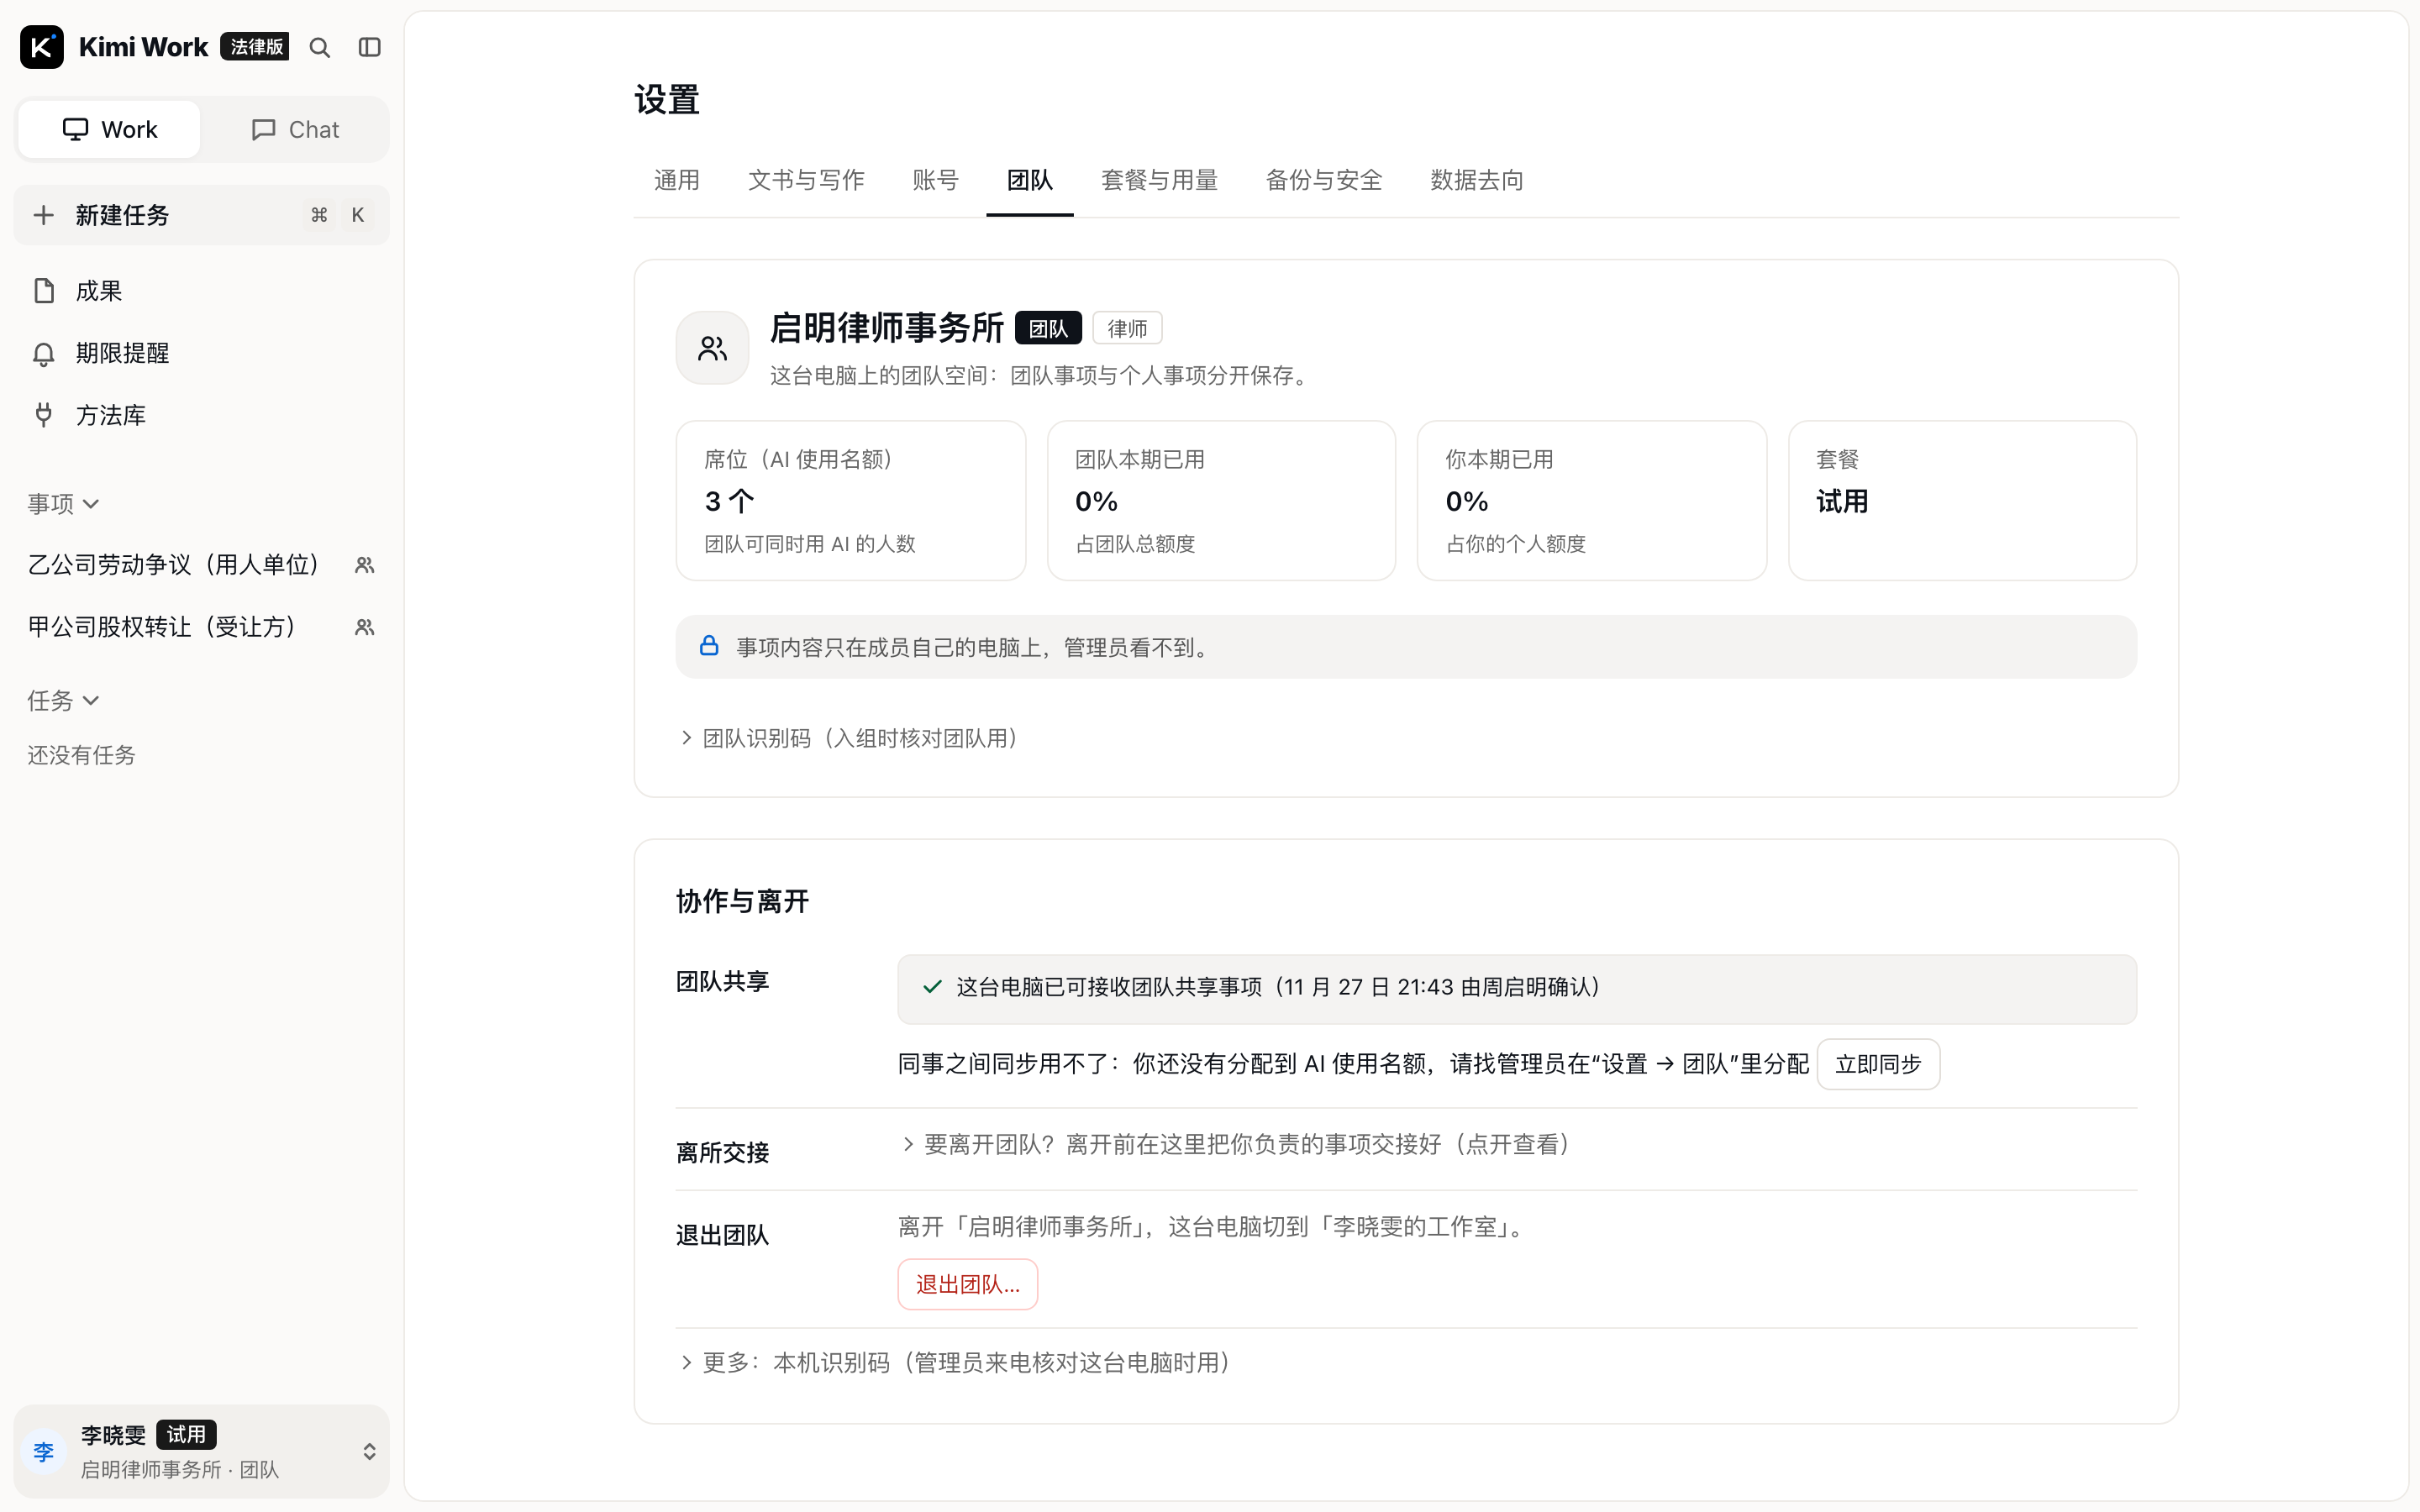 Kimi Work 法律版
Work
Chat
新建任务 ⌘ K
成果
期限提醒
方法库
事项
乙公司劳动争议（用人单位）
甲公司股权转让（受让方）
任务
还没有任务
李晓雯 试用
启明律师事务所 · 团队
李
设置
通用 文书与写作 账号 团队 套餐与用量 备份与安全 数据去向
启明律师事务所 团队 律师
这台电脑上的团队空间：团队事项与个人事项分开保存。
席位（AI 使用名额）
3 个
团队可同时用 AI 的人数
团队本期已用
0%
占团队总额度
你本期已用
0%
占你的个人额度
套餐
试用
事项内容只在成员自己的电脑上，管理员看不到。
团队识别码（入组时核对团队用）
协作与离开
团队共享
这台电脑已可接收团队共享事项（11 月 27 日 21:43 由周启明确认）
同事之间同步用不了：你还没有分配到 AI 使用名额，请找管理员在“设置 → 团队”里分配 立即同步
离所交接
要离开团队？离开前在这里把你负责的事项交接好（点开查看）
退出团队
离开「启明律师事务所」，这台电脑切到「李晓雯的工作室」。
退出团队...
更多：本机识别码（管理员来电核对这台电脑时用）